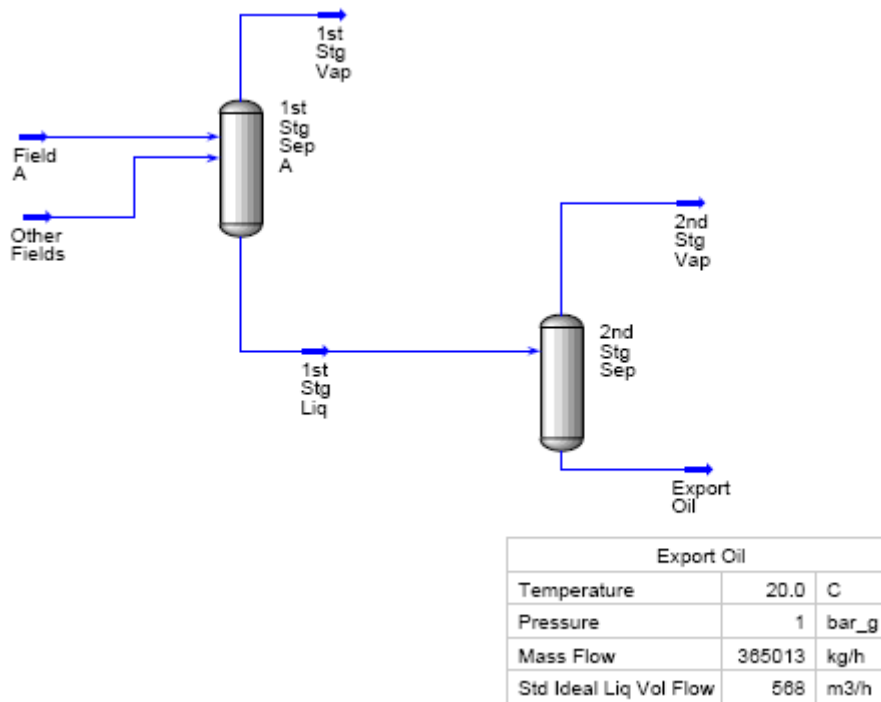 1st
Stg
Vap
1st
Stg
Sep
A
Field
A
Other
Fields
2nd
Stg
Vap
2nd
Stg
Sep
1st
Stg
Liq
Export
Oil
Export Oil
Temperature 20.0 C
Pressure 1 bar_g
Mass Flow 365013 kg/h
Std Ideal Liq Vol Flow 568 m3/h